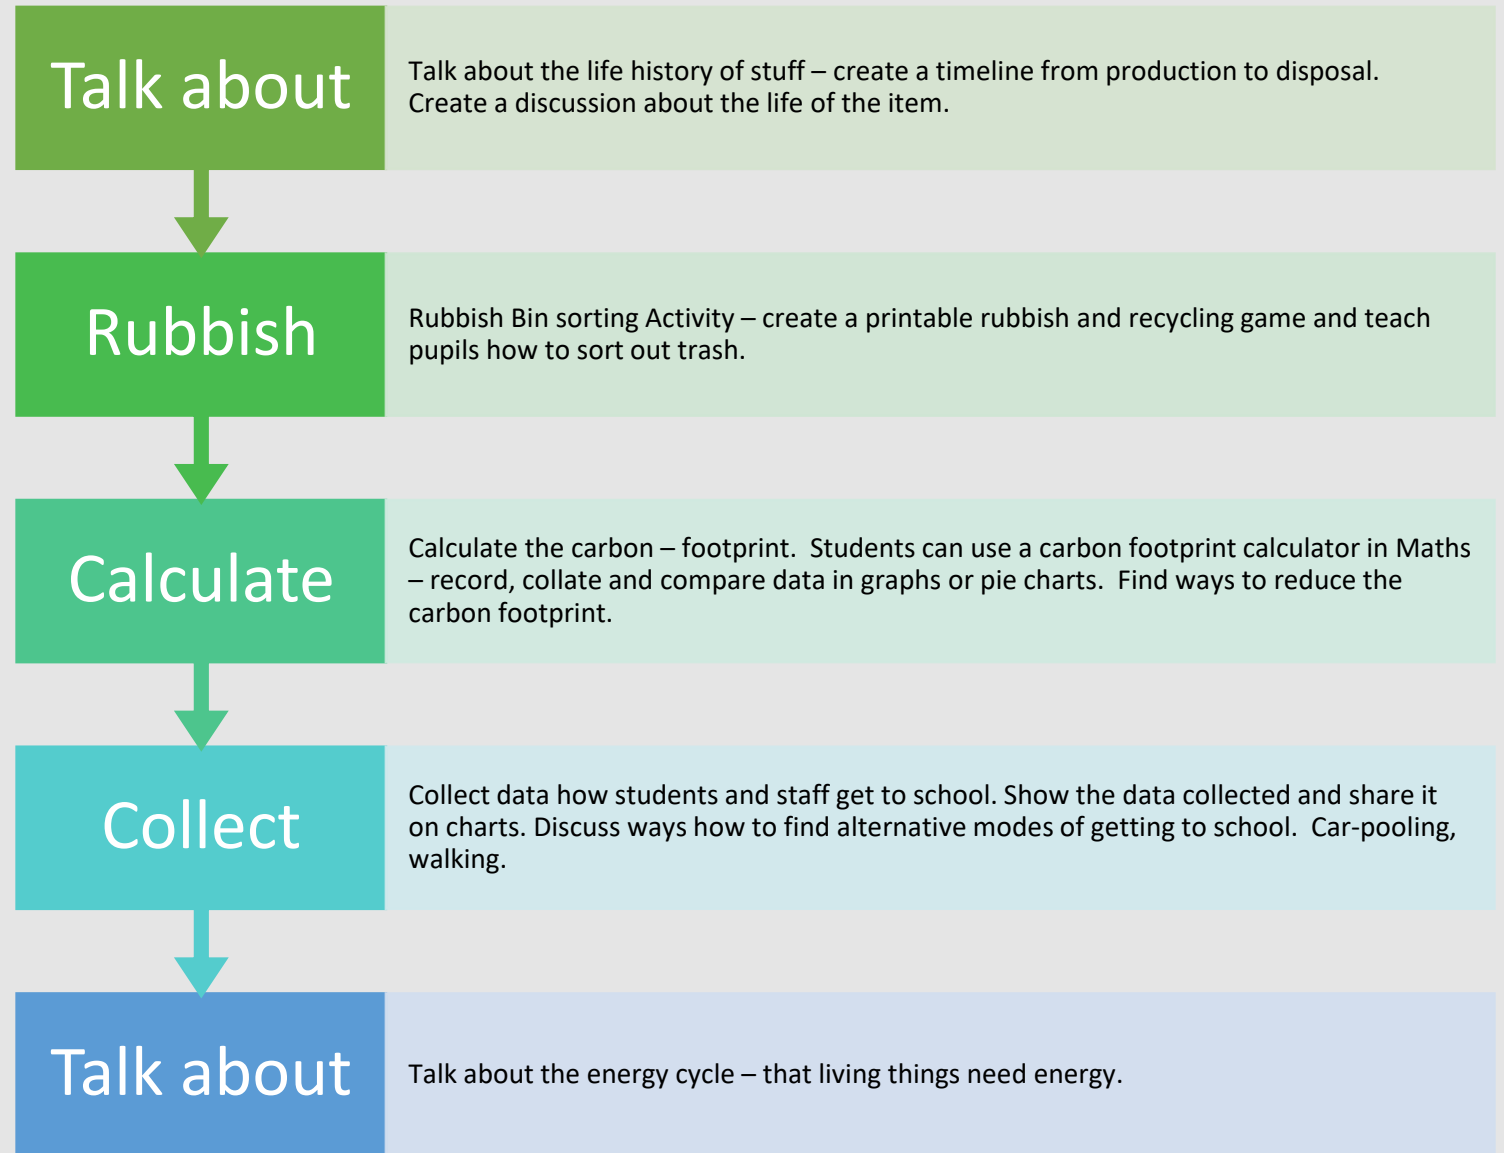 Talk about
Talk about the life history of stuff – create a timeline from production to disposal.
Create a discussion about the life of the item.
Rubbish
Rubbish Bin sorting Activity – create a printable rubbish and recycling game and teach
pupils how to sort out trash.
Calculate
Calculate the carbon – footprint.  Students can use a carbon footprint calculator in Maths
– record, collate and compare data in graphs or pie charts.  Find ways to reduce the
carbon footprint.
Collect
Collect data how students and staff get to school. Show the data collected and share it
on charts. Discuss ways how to find alternative modes of getting to school.  Car-pooling,
walking.
Talk about
Talk about the energy cycle – that living things need energy.